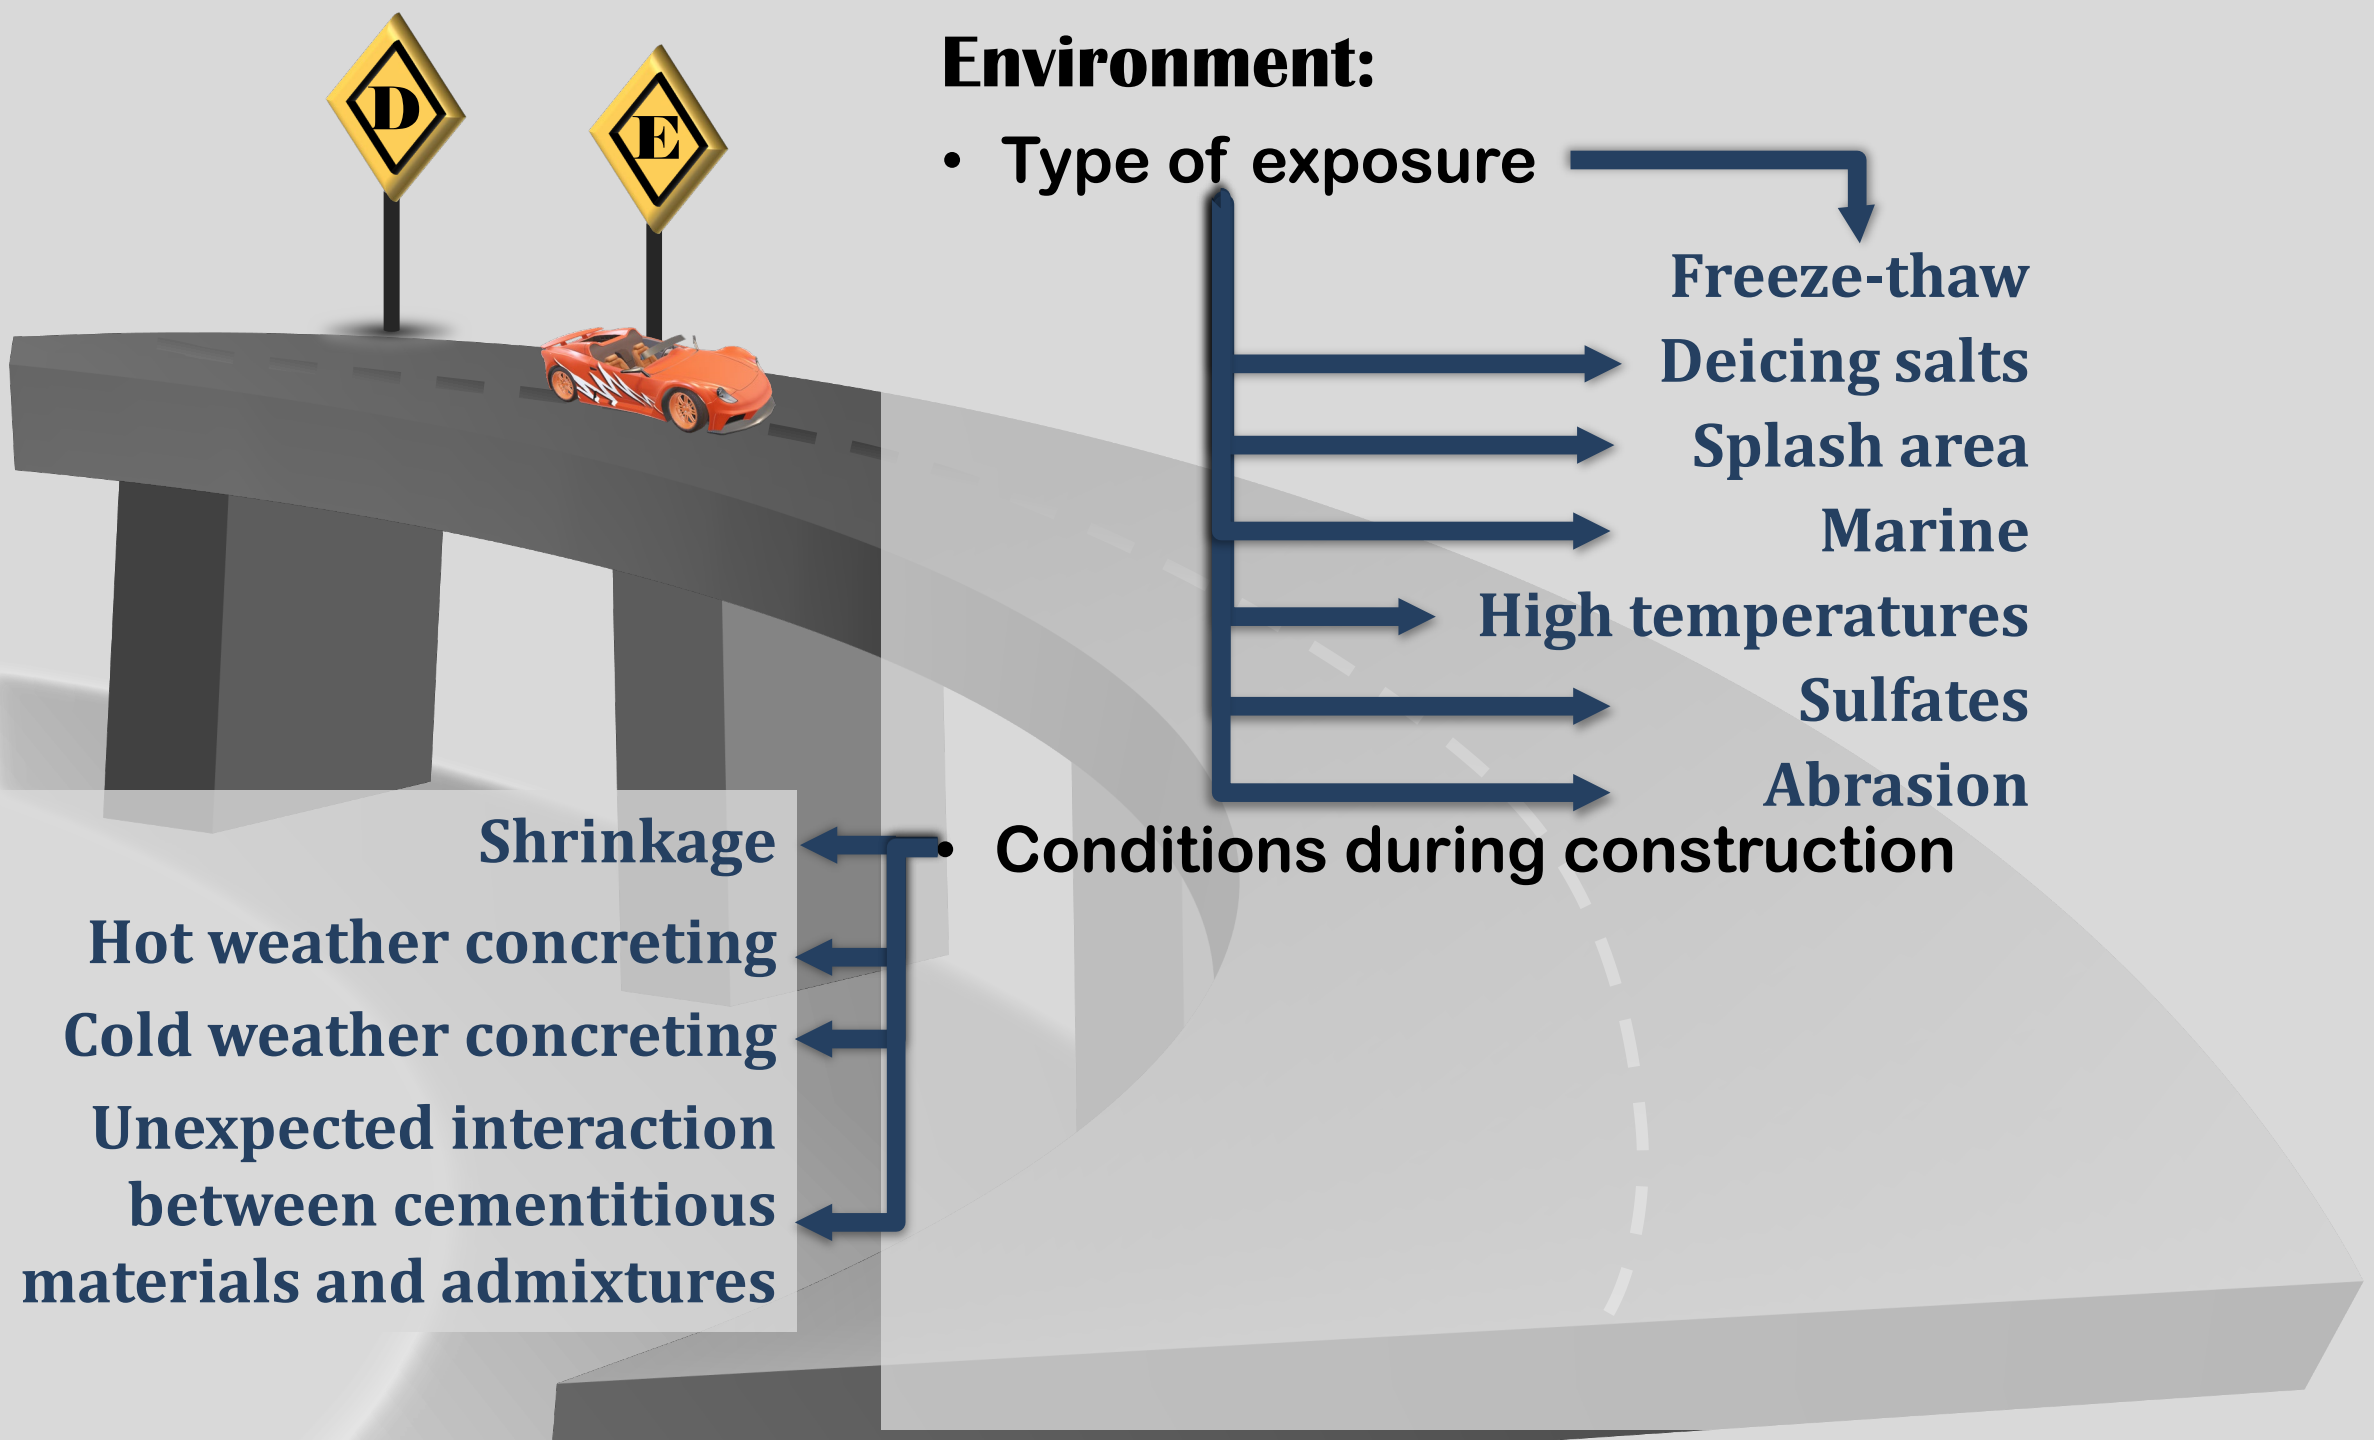 D
E
Environment:
• Type of exposure
Freeze-thaw
Deicing salts
Splash area
Marine
High temperatures
Sulfates
Abrasion
• Conditions during construction
Shrinkage
Hot weather concreting
Cold weather concreting
Unexpected interaction
between cementitious
materials and admixtures